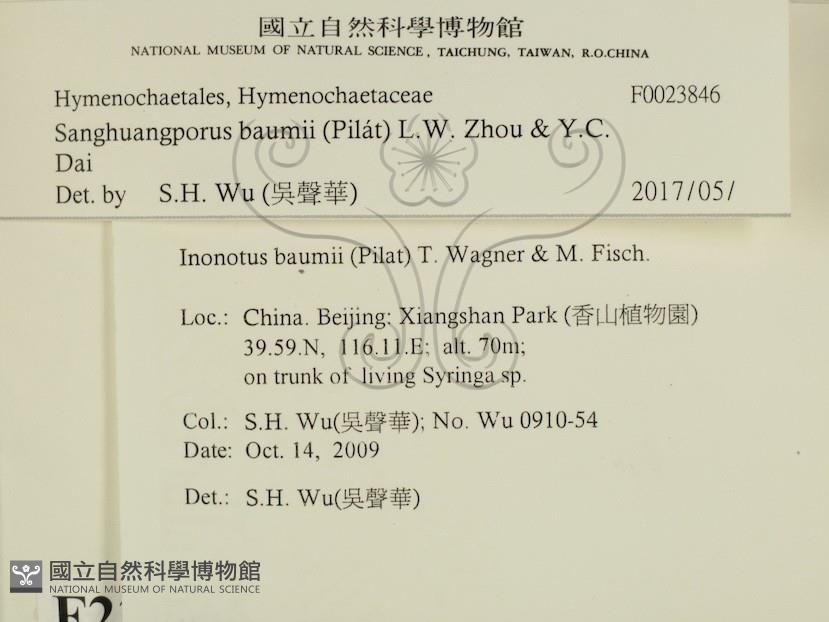 國立自然科學博物館
NATIONAL MUSEUM OF NATURAL SCIENCE, TAICHUNG, TAIWAN, R.O.CHINA
Hymenochaetales, Hymenochaetaceae F0023846
Sanghuangporus baumii (Pilát) L.W. Zhou & Y.C.
Dai
Det. by S.H. Wu (吳聲華) 2017/05/
Inonotus baumii (Pilat) T. Wagner & M. Fisch.
Loc.: China. Beijing: Xiangshan Park (香山植物園)
39.59.N, 116.11.E; alt. 70m;
on trunk of living Syringa sp.
Col.: S.H. Wu(吳聲華); No. Wu 0910-54
Date: Oct. 14, 2009
Det.: S.H. Wu(吳聲華)
國立自然科學博物館
NATIONAL MUSEUM OF NATURAL SCIENCE